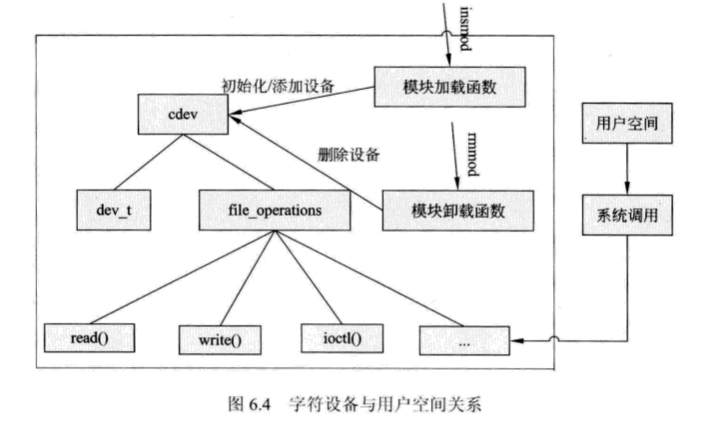 insmod
初始化/添加设备
模块加载函数
cdev
rmmod
用户空间
删除设备
dev_t
file_operations
模块卸载函数
系统调用
read()
write()
ioctl()
...
图 6.4 字符设备与用户空间关系